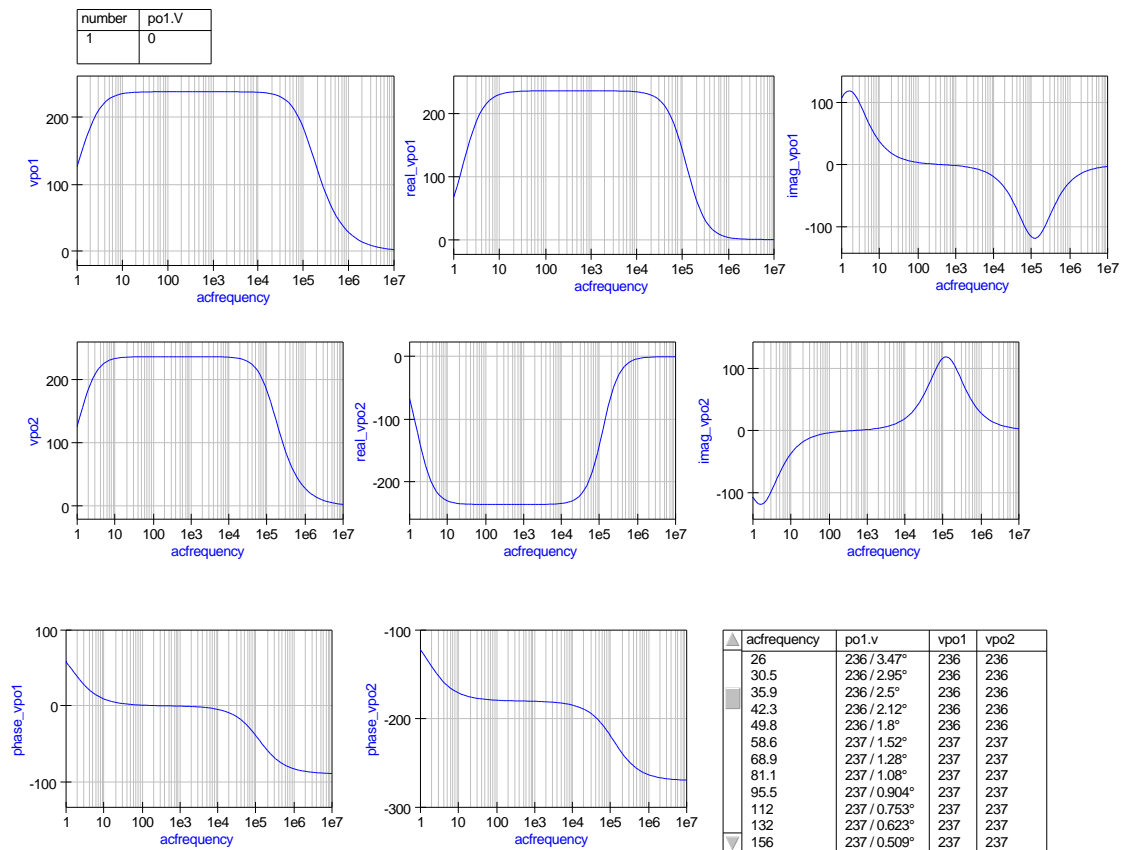 number po1.V
1 0
200
100
0
vpo1
1 10 100 1e3 1e4 1e5 1e6 1e7
acfrequency
200
100
0
real_vpo1
1 10 100 1e3 1e4 1e5 1e6 1e7
acfrequency
100
0
-100
imag_vpo1
1 10 100 1e3 1e4 1e5 1e6 1e7
acfrequency
200
100
0
vpo2
1 10 100 1e3 1e4 1e5 1e6 1e7
acfrequency
0
-100
-200
real_vpo2
1 10 100 1e3 1e4 1e5 1e6 1e7
acfrequency
100
0
-100
imag_vpo2
1 10 100 1e3 1e4 1e5 1e6 1e7
acfrequency
100
0
-100
phase_vpo1
1 10 100 1e3 1e4 1e5 1e6 1e7
acfrequency
-100
-200
-300
phase_vpo2
1 10 100 1e3 1e4 1e5 1e6 1e7
acfrequency
acfrequency po1.v vpo1 vpo2
26 236 / 3.47° 236 236
30.5 236 / 2.95° 236 236
35.9 236 / 2.5° 236 236
42.3 236 / 2.12° 236 236
49.8 236 / 1.8° 236 236
58.6 237 / 1.52° 237 237
68.9 237 / 1.28° 237 237
81.1 237 / 1.08° 237 237
95.5 237 / 0.904° 237 237
112 237 / 0.753° 237 237
132 237 / 0.623° 237 237
156 237 / 0.509° 237 237